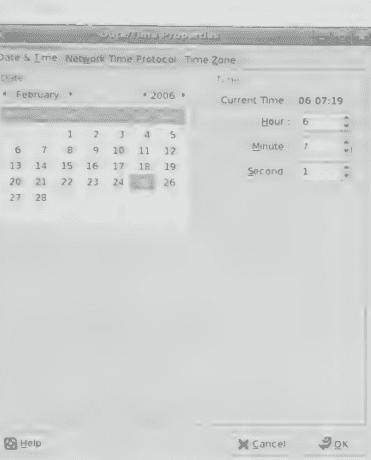 Date/Time Properties
Date & Time Network Time Protocol Time Zone
Date
Time
February 2006
Current Time 06 07:19
Hour : 6
Minute 7
Second 1
1 2 3 4 5
6 7 8 9 10 11 12
13 14 15 16 17 18 19
20 21 22 23 24 26
27 28
Help
Cancel
OK